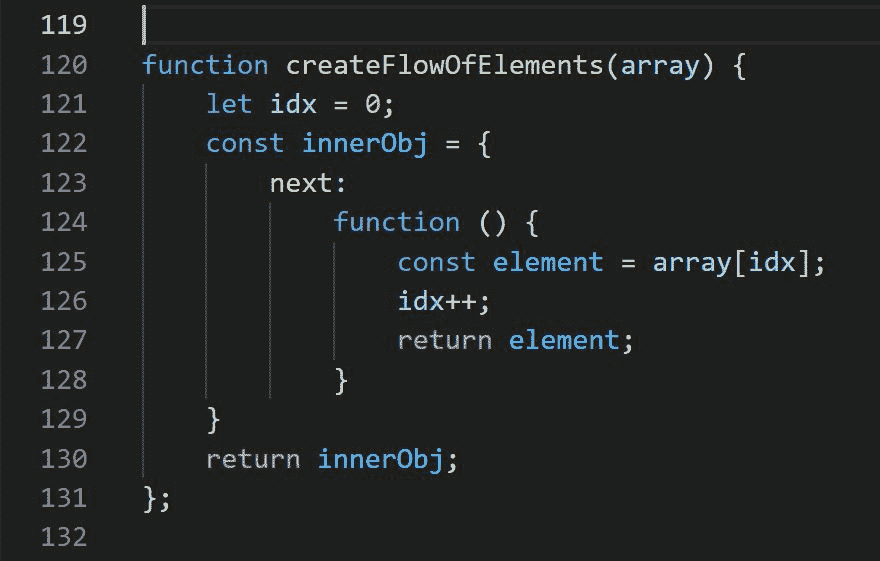 119
120 function createFlowOfElements(array) {
121     let idx = 0;
122     const innerObj = {
123         next:
124             function () {
125                 const element = array[idx];
126                 idx++;
127                 return element;
128             }
129     }
130     return innerObj;
131 };
132